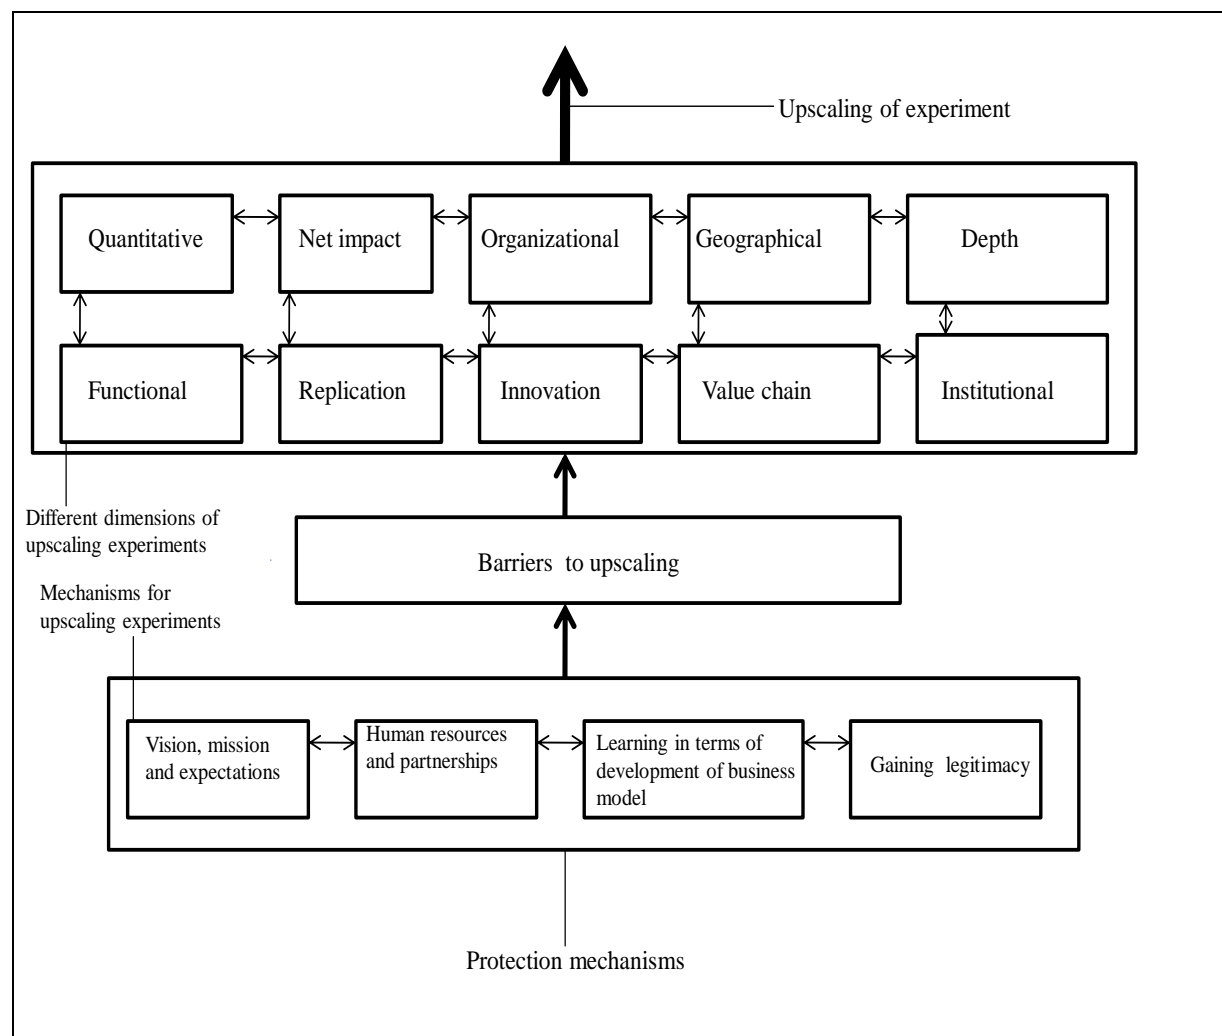 Upscaling of experiment
Quantitative
Net impact
Organizational
Geographical
Depth
Functional
Replication
Innovation
Value chain
Institutional
Different dimensions of
upscaling experiments
Barriers to upscaling
Mechanisms for
upscaling experiments
Vision, mission
and expectations
Human resources
and partnerships
Learning in terms of
development of business
model
Gaining legitimacy
Protection mechanisms